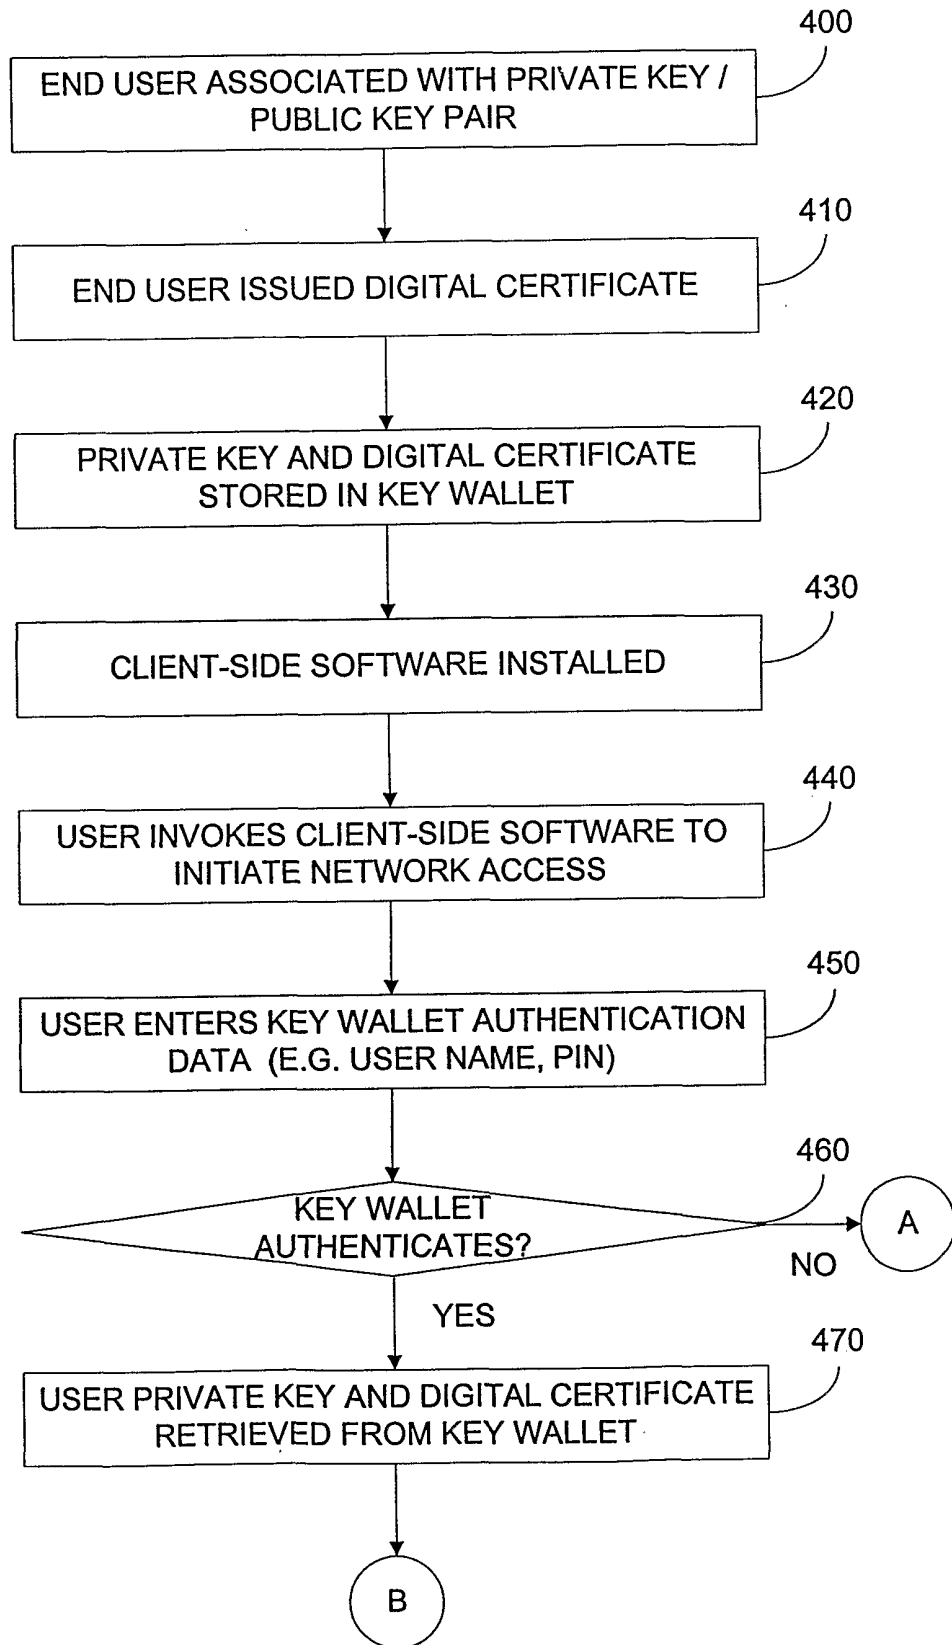 400
END USER ASSOCIATED WITH PRIVATE KEY /
PUBLIC KEY PAIR
410
END USER ISSUED DIGITAL CERTIFICATE
420
PRIVATE KEY AND DIGITAL CERTIFICATE
STORED IN KEY WALLET
430
CLIENT-SIDE SOFTWARE INSTALLED
440
USER INVOKES CLIENT-SIDE SOFTWARE TO
INITIATE NETWORK ACCESS
450
USER ENTERS KEY WALLET AUTHENTICATION
DATA (E.G. USER NAME, PIN)
460
KEY WALLET
AUTHENTICATES?
A
NO
YES
470
USER PRIVATE KEY AND DIGITAL CERTIFICATE
RETRIEVED FROM KEY WALLET
B